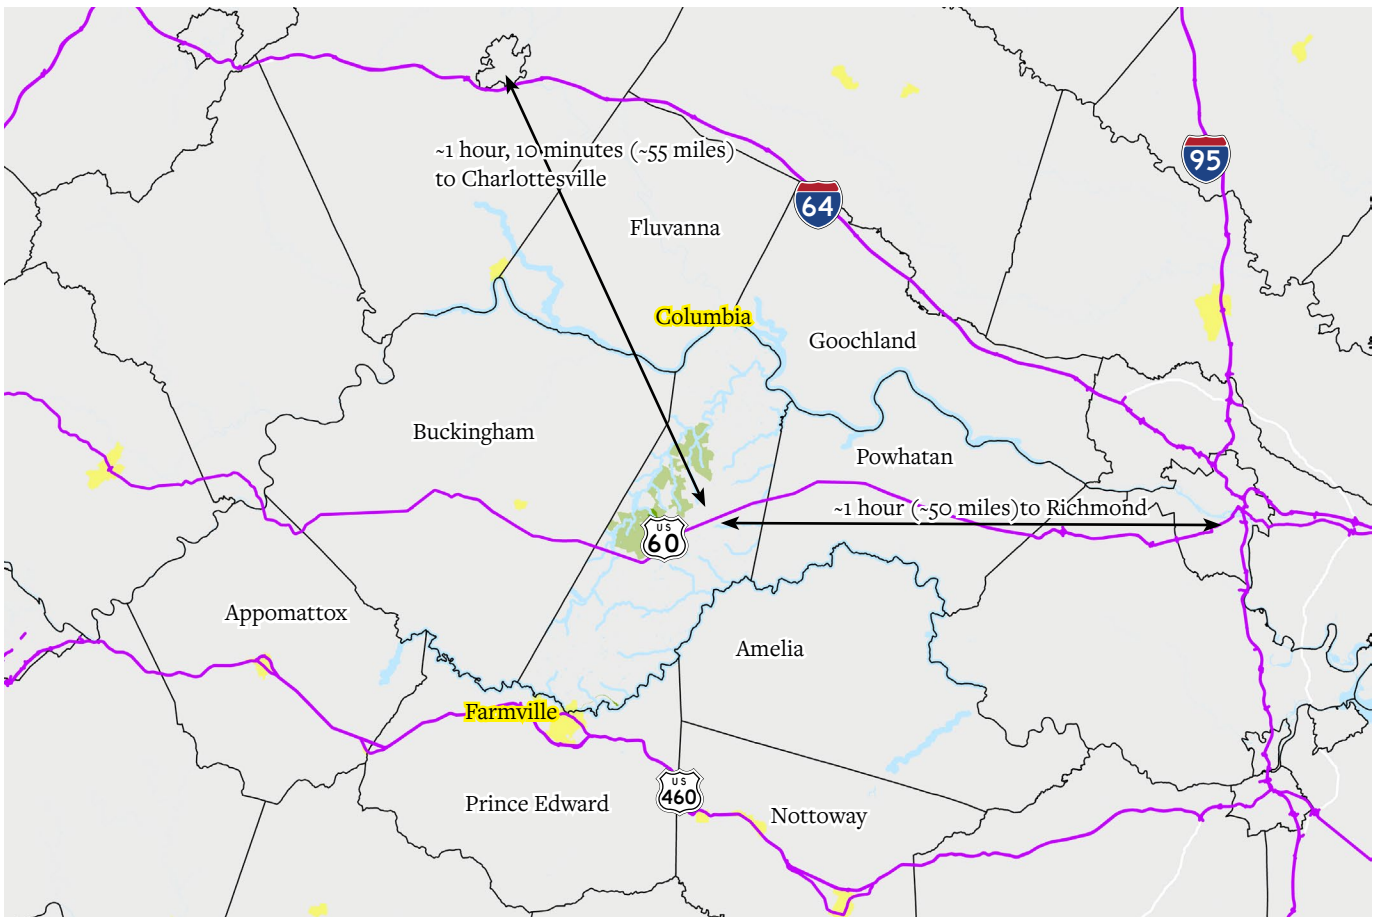 ~1 hour, 10 minutes (~55 miles)
to Charlottesville
95
64
Fluvanna
Columbia
Goochland
Buckingham
Powhatan
~1 hour (~50 miles)to Richmond
US
60
Appomattox
Amelia
Farmville
US
460
Prince Edward
Nottoway